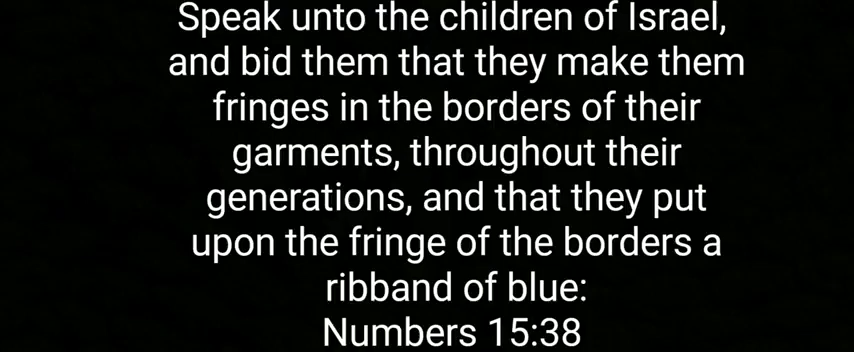 Speak unto the children of Israel,
and bid them that they make them
fringes in the borders of their
garments, throughout their
generations, and that they put
upon the fringe of the borders a
ribband of blue:
Numbers 15:38